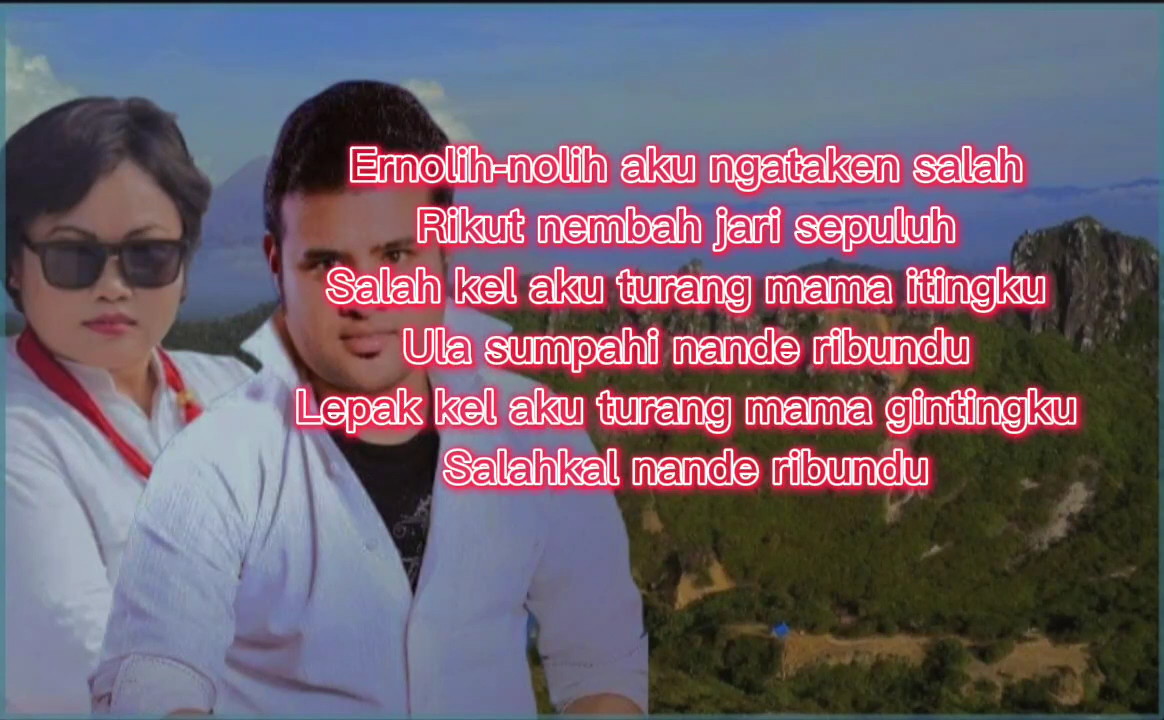 Ernolih-nolih aku ngataken salah
Rikut nembah jari sepuluh
Salah kel aku turang mama itingku
Ula sumpahi nande ribundu
Lepak kel aku turang mama gintingku
Salahkal nande ribundu